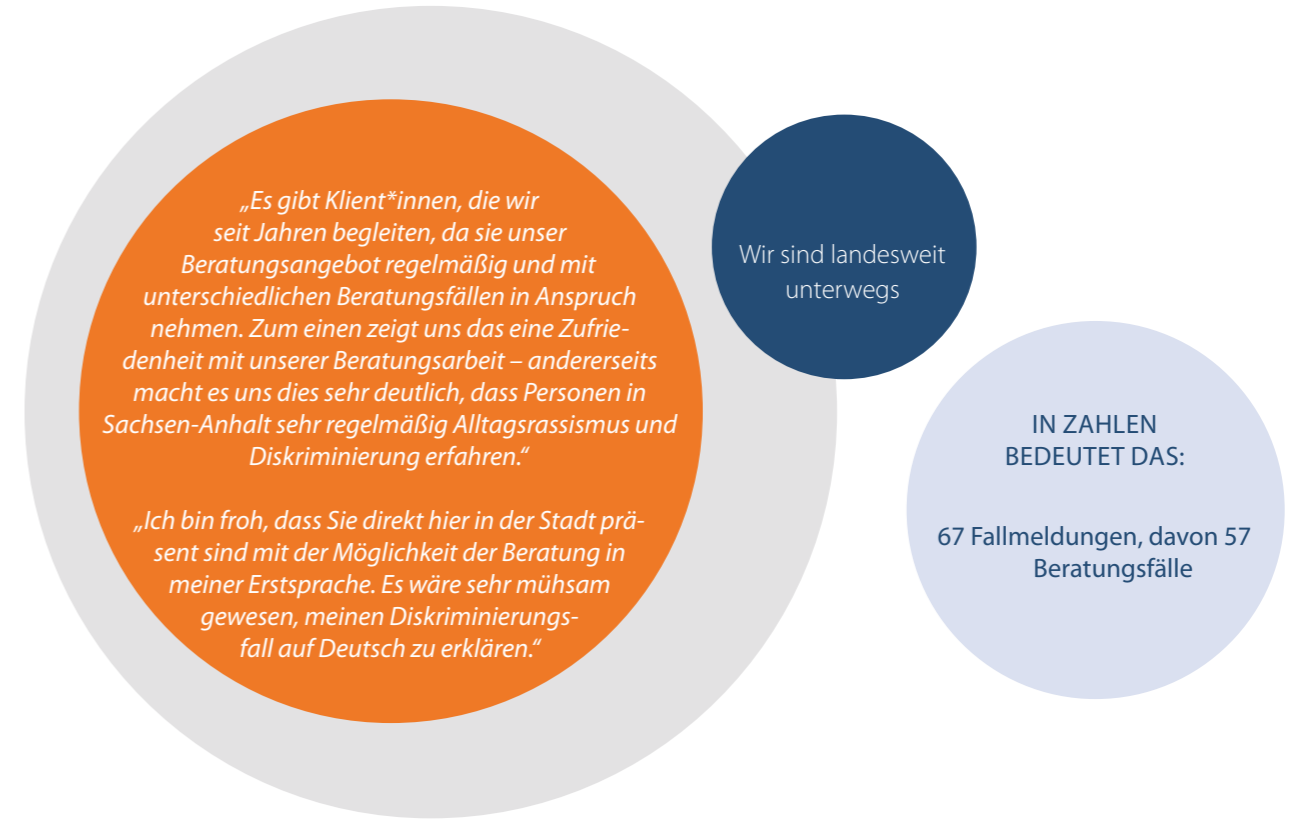 „Es gibt Klient*innen, die wir
seit Jahren begleiten, da sie unser
Beratungsangebot regelmäßig und mit
unterschiedlichen Beratungsfällen in Anspruch
nehmen. Zum einen zeigt uns das eine Zufrie-
denheit mit unserer Beratungsarbeit – andererseits
macht es uns dies sehr deutlich, dass Personen in
Sachsen-Anhalt sehr regelmäßig Alltagsrassismus und
Diskriminierung erfahren.“
„Ich bin froh, dass Sie direkt hier in der Stadt prä-
sent sind mit der Möglichkeit der Beratung in
meiner Erstsprache. Es wäre sehr mühsam
gewesen, meinen Diskriminierungs-
fall auf Deutsch zu erklären.“
Wir sind landesweit
unterwegs
IN ZAHLEN
BEDEUTET DAS:
67 Fallmeldungen, davon 57
Beratungsfälle